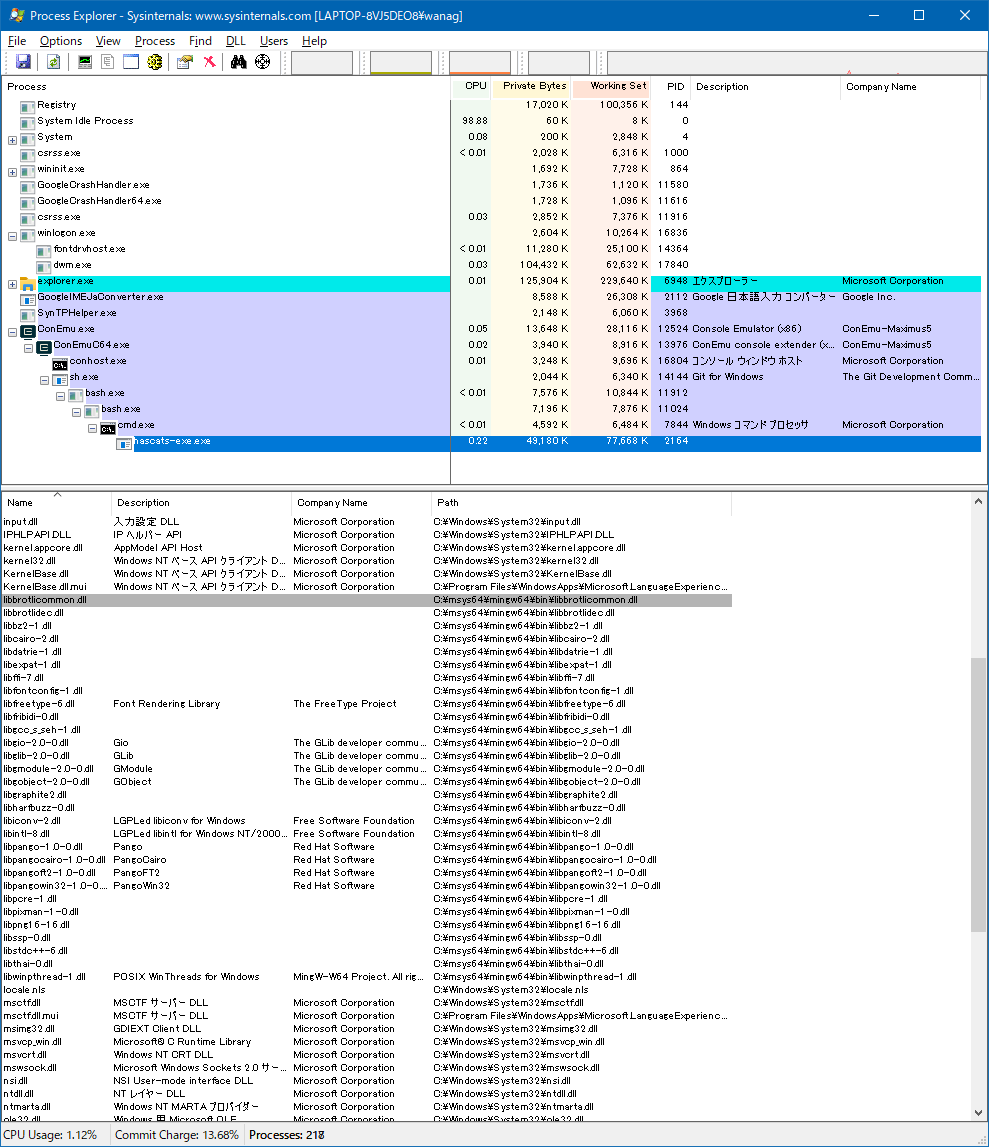 Process Explorer - Sysinternals: www.sysinternals.com [LAPTOP-8VJ5DEO8¥wanag]
File Options View Process Find DLL Users Help
Process CPU Private Bytes Working Set PID Description Company Name
Registry 17,020 K 100,356 K 144
System Idle Process 98.88 60 K 8 K 0
System 0.08 200 K 2,848 K 4
csrss.exe < 0.01 2,028 K 6,316 K 1000
wininit.exe 1,692 K 7,728 K 864
GoogleCrashHandler.exe 1,736 K 1,120 K 11580
GoogleCrashHandler64.exe 1,728 K 1,096 K 11616
csrss.exe 0.03 2,852 K 7,376 K 11916
winlogon.exe 2,604 K 10,264 K 16836
fontdrvhost.exe < 0.01 11,280 K 25,100 K 14364
dwm.exe 0.03 104,432 K 62,632 K 17840
explorer.exe 0.01 125,904 K 229,640 K 6948 エクスプローラー Microsoft Corporation
GoogleIMEJaConverter.exe 8,588 K 26,308 K 2112 Google 日本語入力 コンバーター Google Inc.
SynTPHelper.exe 2,148 K 6,060 K 3968
ConEmu.exe 0.05 13,648 K 28,116 K 12524 Console Emulator (x86) ConEmu-Maximus5
ConEmuC64.exe 0.02 3,940 K 8,916 K 13976 ConEmu console extender (x... ConEmu-Maximus5
conhost.exe 0.01 3,248 K 9,696 K 16804 コンソール ウィンドウ ホスト Microsoft Corporation
sh.exe 2,044 K 6,340 K 14144 Git for Windows The Git Development Comm...
bash.exe < 0.01 7,576 K 10,844 K 11912
bash.exe 7,196 K 7,876 K 11024
cmd.exe < 0.01 4,592 K 6,484 K 7844 Windows コマンド プロセッサ Microsoft Corporation
hascats-exe.exe 0.22 49,180 K 77,668 K 2164
Name Description Company Name Path
input.dll 入力設定 DLL Microsoft Corporation C:¥Windows¥System32¥input.dll
IPHLPAPI.DLL IP ヘルパー API Microsoft Corporation C:¥Windows¥System32¥IPHLPAPI.DLL
kernel.appcore.dll AppModel API Host Microsoft Corporation C:¥Windows¥System32¥kernel.appcore.dll
kernel32.dll Windows NT ベース API クライアント D... Microsoft Corporation C:¥Windows¥System32¥kernel32.dll
KernelBase.dll Windows NT ベース API クライアント D... Microsoft Corporation C:¥Windows¥System32¥KernelBase.dll
KernelBase.dll.mui Windows NT ベース API クライアント D... Microsoft Corporation C:¥Program Files¥WindowsApps¥Microsoft.LanguageExperienc...
libbrotlicommon.dll C:¥msys64¥mingw64¥bin¥libbrotlicommon.dll
libbrotlidec.dll C:¥msys64¥mingw64¥bin¥libbrotlidec.dll
libbz2-1.dll C:¥msys64¥mingw64¥bin¥libbz2-1.dll
libcairo-2.dll C:¥msys64¥mingw64¥bin¥libcairo-2.dll
libdatrie-1.dll C:¥msys64¥mingw64¥bin¥libdatrie-1.dll
libexpat-1.dll C:¥msys64¥mingw64¥bin¥libexpat-1.dll
libffi-7.dll C:¥msys64¥mingw64¥bin¥libffi-7.dll
libfontconfig-1.dll C:¥msys64¥mingw64¥bin¥libfontconfig-1.dll
libfreetype-6.dll Font Rendering Library The FreeType Project C:¥msys64¥mingw64¥bin¥libfreetype-6.dll
libfribidi-0.dll C:¥msys64¥mingw64¥bin¥libfribidi-0.dll
libgcc_s_seh-1.dll C:¥msys64¥mingw64¥bin¥libgcc_s_seh-1.dll
libgio-2.0-0.dll Gio The GLib developer commu... C:¥msys64¥mingw64¥bin¥libgio-2.0-0.dll
libglib-2.0-0.dll GLib The GLib developer commu... C:¥msys64¥mingw64¥bin¥libglib-2.0-0.dll
libgmodule-2.0-0.dll GModule The GLib developer commu... C:¥msys64¥mingw64¥bin¥libgmodule-2.0-0.dll
libgobject-2.0-0.dll GObject The GLib developer commu... C:¥msys64¥mingw64¥bin¥libgobject-2.0-0.dll
libgraphite2.dll C:¥msys64¥mingw64¥bin¥libgraphite2.dll
libharfbuzz-0.dll C:¥msys64¥mingw64¥bin¥libharfbuzz-0.dll
libiconv-2.dll LGPLed libiconv for Windows Free Software Foundation C:¥msys64¥mingw64¥bin¥libiconv-2.dll
libintl-8.dll LGPLed libintl for Windows NT/2000... Free Software Foundation C:¥msys64¥mingw64¥bin¥libintl-8.dll
libpango-1.0-0.dll Pango Red Hat Software C:¥msys64¥mingw64¥bin¥libpango-1.0-0.dll
libpangocairo-1.0-0.dll PangoCairo Red Hat Software C:¥msys64¥mingw64¥bin¥libpangocairo-1.0-0.dll
libpangoft2-1.0-0.dll PangoFT2 Red Hat Software C:¥msys64¥mingw64¥bin¥libpangoft2-1.0-0.dll
libpangowin32-1.0-0.... PangoWin32 Red Hat Software C:¥msys64¥mingw64¥bin¥libpangowin32-1.0-0.dll
libpcre-1.dll C:¥msys64¥mingw64¥bin¥libpcre-1.dll
libpixman-1-0.dll C:¥msys64¥mingw64¥bin¥libpixman-1-0.dll
libpng16-16.dll C:¥msys64¥mingw64¥bin¥libpng16-16.dll
libssp-0.dll C:¥msys64¥mingw64¥bin¥libssp-0.dll
libstdc++-6.dll C:¥msys64¥mingw64¥bin¥libstdc++-6.dll
libthai-0.dll C:¥msys64¥mingw64¥bin¥libthai-0.dll
libwinpthread-1.dll POSIX WinThreads for Windows MingW-W64 Project. All rig... C:¥msys64¥mingw64¥bin¥libwinpthread-1.dll
locale.nls C:¥Windows¥System32¥locale.nls
msctf.dll MSCTF サーバー DLL Microsoft Corporation C:¥Windows¥System32¥msctf.dll
msctf.dll.mui MSCTF サーバー DLL Microsoft Corporation C:¥Program Files¥WindowsApps¥Microsoft.LanguageExperienc...
msimg32.dll GDIEXT Client DLL Microsoft Corporation C:¥Windows¥System32¥msimg32.dll
msvcp_win.dll Microsoft® C Runtime Library Microsoft Corporation C:¥Windows¥System32¥msvcp_win.dll
msvcrt.dll Windows NT CRT DLL Microsoft Corporation C:¥Windows¥System32¥msvcrt.dll
mswsock.dll Microsoft Windows Sockets 2.0 サー... Microsoft Corporation C:¥Windows¥System32¥mswsock.dll
nsi.dll NSI User-mode interface DLL Microsoft Corporation C:¥Windows¥System32¥nsi.dll
ntdll.dll NT レイヤー DLL Microsoft Corporation C:¥Windows¥System32¥ntdll.dll
ntmarta.dll Windows NT MARTA プロバイダー Microsoft Corporation C:¥Windows¥System32¥ntmarta.dll
ole32.dll Windows 用 Microsoft OLE Microsoft Corporation C:¥Windows¥System32¥ole32.dll
CPU Usage: 1.12% Commit Charge: 13.68% Processes: 218